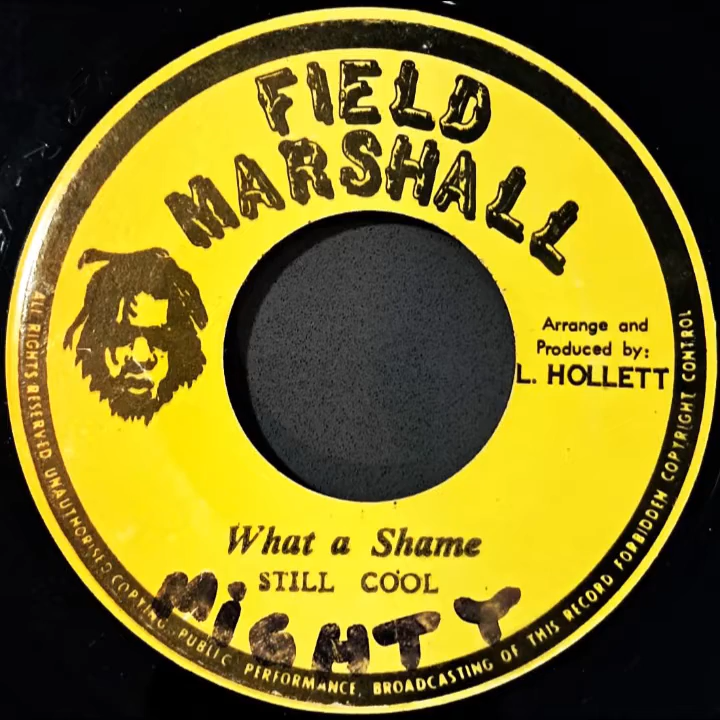 FIELD
MARSHALL
Arrange and
Produced by:
L. HOLLETT
What a Shame
STILL COOL
MiGHTY
ALL RIGHTS RESERVED UNAUTHORISED COPYING, PUBLIC PERFORMANCE, BROADCASTING OF THIS RECORD FORBIDDEN COPYRIGHT CONTROL